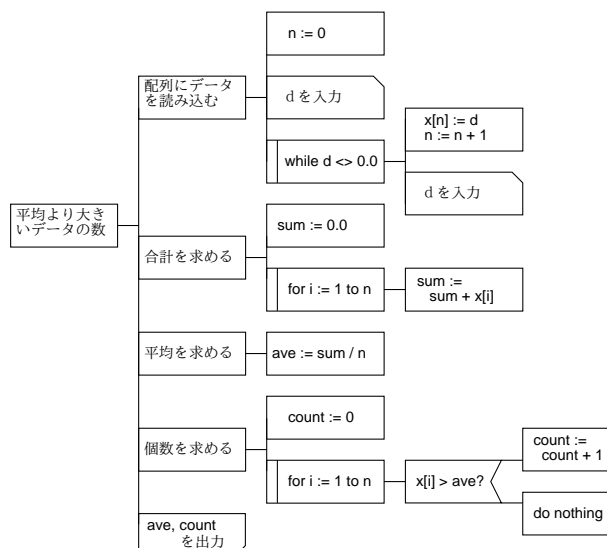 n := 0
配列にデータ
を読み込む
d を入力
x[n] := d
n := n + 1
while d <> 0.0
d を入力
平均より大き
いデータの数
sum := 0.0
合計を求める
for i := 1 to n
sum :=
sum + x[i]
平均を求める
ave := sum / n
count := 0
個数を求める
count :=
count + 1
for i := 1 to n
x[i] > ave?
do nothing
ave, count
を出力